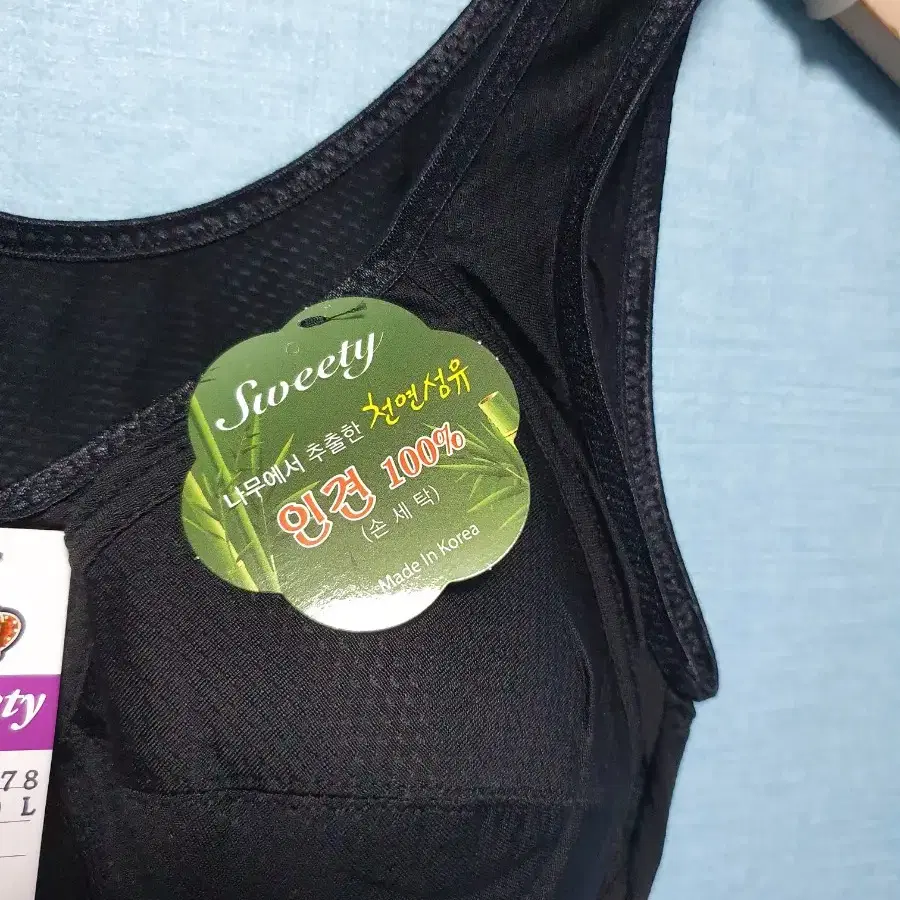 Sweety
나무에서 추출한 천연섬유
인견 100%
(손 세 탁)
Made In Korea
ty
78
L